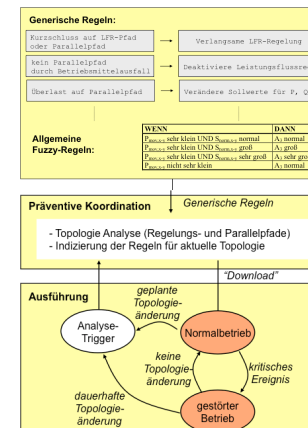 Generische Regeln:
Kurzschluss auf LFR-Pfad
oder Parallelpfad
Verlangsame LFR-Regelung
kein Parallelpfad
durch Betriebsmittelausfall
Deaktiviere Leistungsflussreg
Überlast auf Parallelpfad
Verändere Sollwerte für P, Q
Allgemeine
Fuzzy-Regeln:
WENN DANN
sehr klein UND normal A₁ normal
sehr klein UND groß groß
sehr klein UND sehr groß sehr gro
nicht sehr klein normal
Generische Regeln
Präventive Koordination
- Topologie Analyse (Regelungs- und Parallelpfade)
- Indizierung der Regeln für aktuelle Topologie
"Download"
Ausführung
geplante
Topologie-
änderung
Analyse-
Trigger
Normalbetrieb
keine
Topologie-
änderung
kritisches
Ereignis
dauerhafte
Topologie-
änderung
gestörter
Betrieb